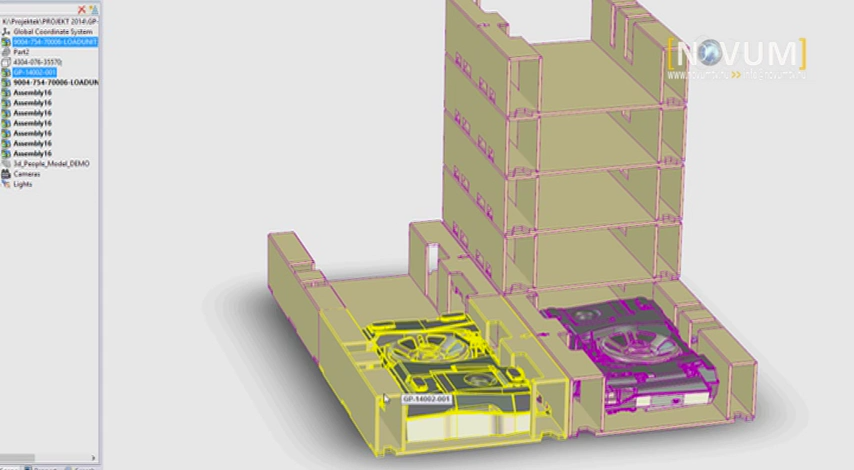 K:\Projektek\PROJEKT 2014\GP-
Global Coordinate System
9004-754-70006-LOADUNIT
Part2
4304-076-35570;
GP-14002-001
9004-754-70006-LOADUN
Assembly16
Assembly16
Assembly16
Assembly16
Assembly16
Assembly16
Assembly16
3d_People_Model_DEMO
Cameras
Lights
[NOVUM]
GP-14002-001